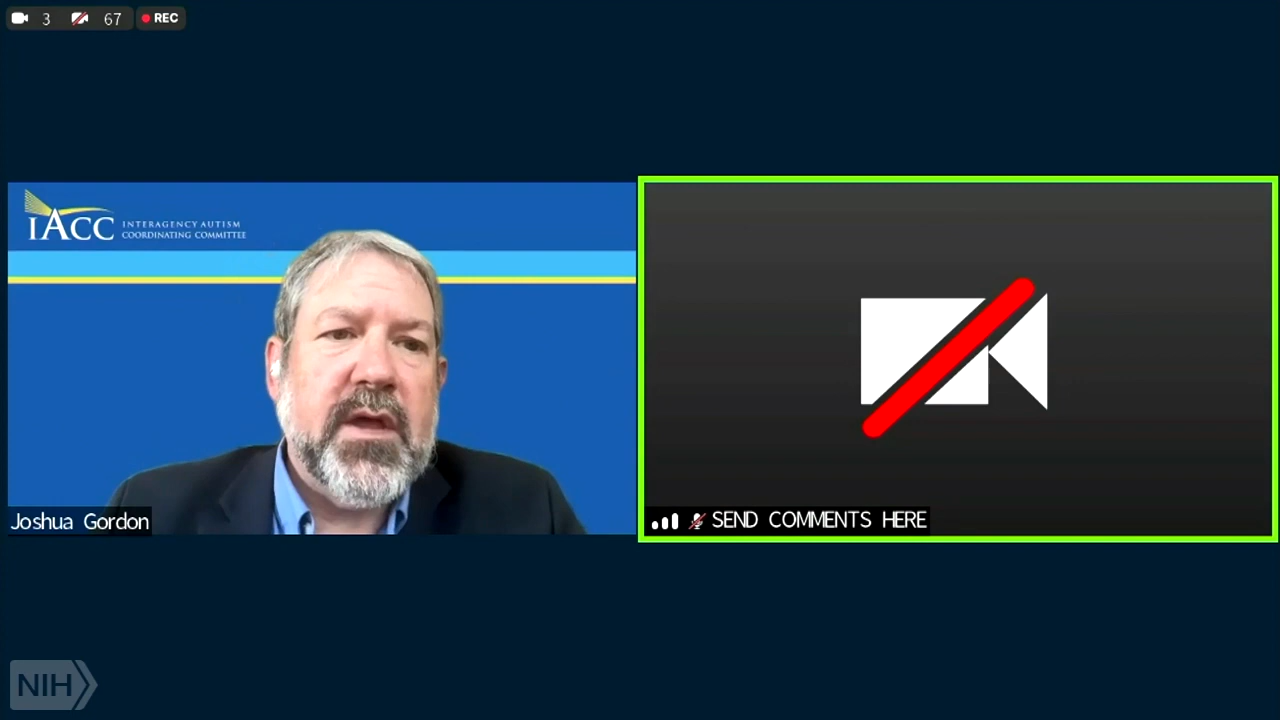 3 67 REC
IACC INTERAGENCY AUTISM
COORDINATING COMMITTEE
Joshua Gordon
SEND COMMENTS HERE
NIH